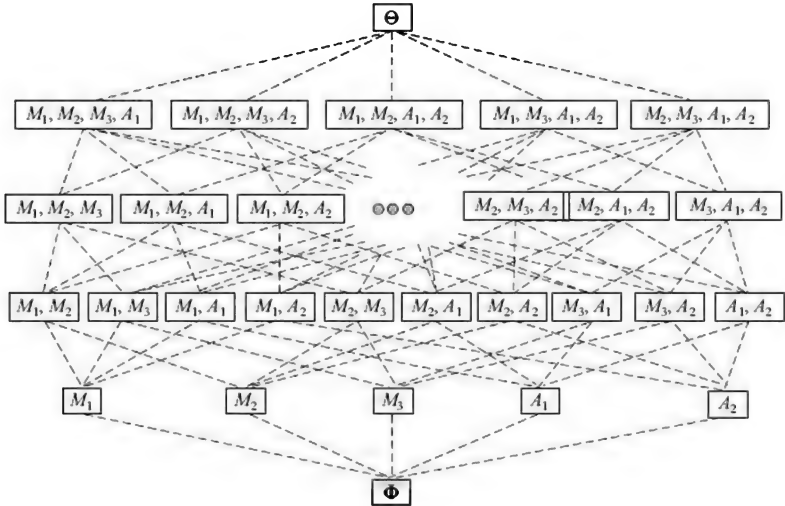 Θ
M₁, M₂, M₃, A₁ M₁, M₂, M₃, A₂ M₁, M₂, A₁, A₂ M₁, M₃, A₁, A₂ M₂, M₃, A₁, A₂
M₁, M₂, M₃ M₁, M₂, A₁ M₁, M₂, A₂ M₂, M₃, A₂ M₂, A₁, A₂ M₃, A₁, A₂
M₁, M₂ M₁, M₃ M₁, A₁ M₁, A₂ M₂, M₃ M₂, A₁ M₂, A₂ M₃, A₁ M₃, A₂ A₁, A₂
M₁ M₂ M₃ A₁ A₂
Φ